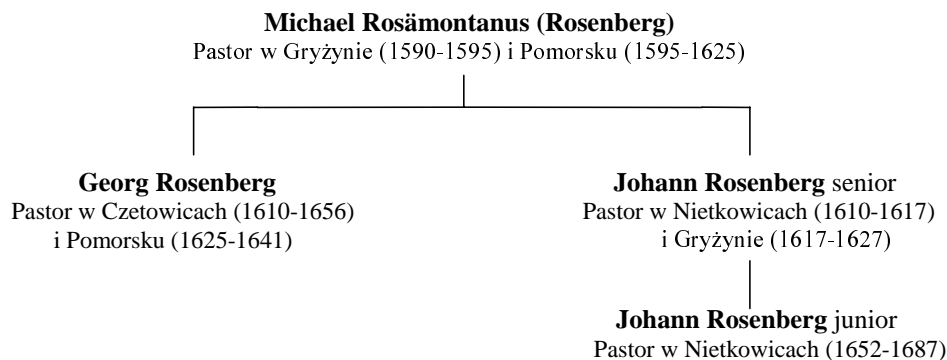 Michael Rosämontanus (Rosenberg)
Pastor w Gryżynie (1590-1595) i Pomorsku (1595-1625)
Georg Rosenberg
Pastor w Czetowicach (1610-1656)
i Pomorsku (1625-1641)
Johann Rosenberg senior
Pastor w Nietkowicach (1610-1617)
i Gryżynie (1617-1627)
Johann Rosenberg junior
Pastor w Nietkowicach (1652-1687)